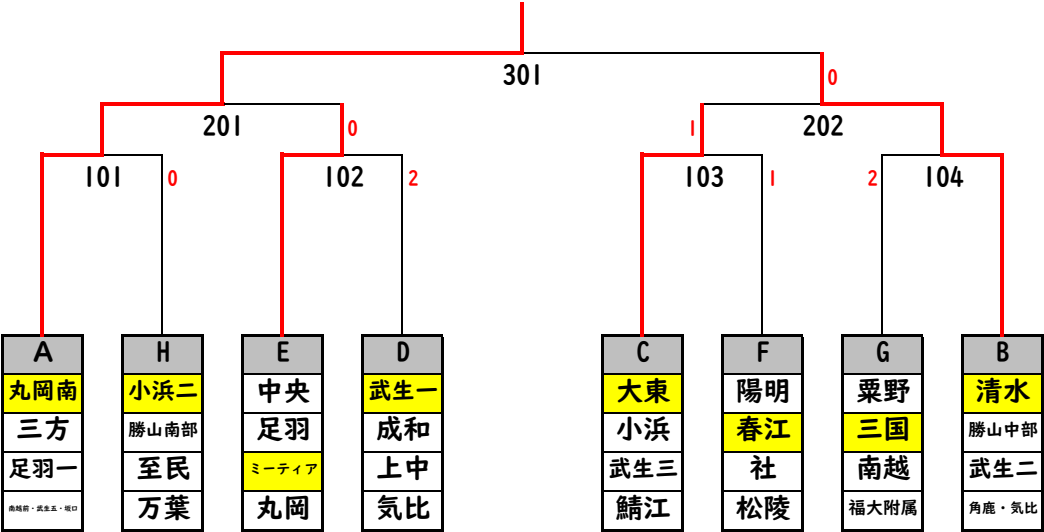 301
0
201
0
1
202
101
0
102
2
103
1
2
104
A H E D C F G B
丸岡南 小浜二 中央 武生一 大東 陽明 粟野 清水
三方 勝山南部 足羽 成和 小浜 春江 三国 勝山中部
足羽一 至民 ミーティア 上中 武生三 社 南越 武生二
南越前・武生五・坂口 万葉 丸岡 気比 鯖江 松陵 福大附属 角鹿・気比